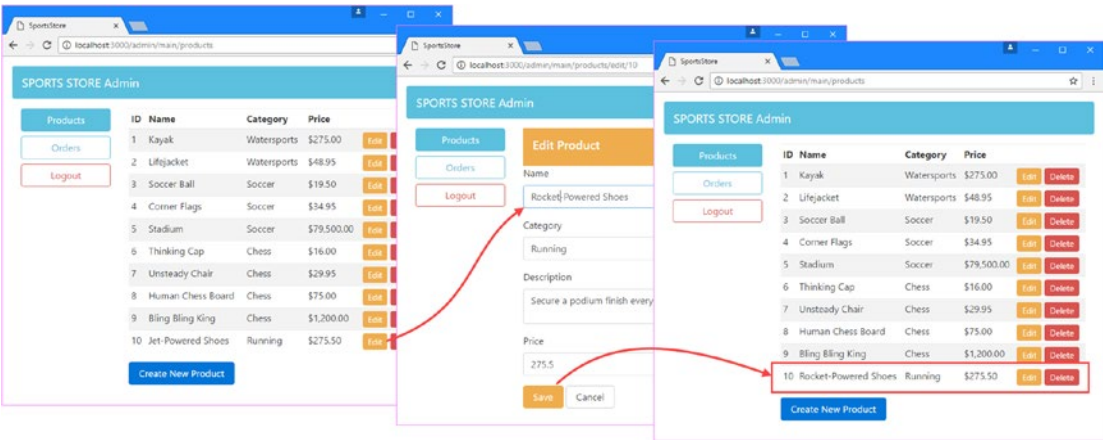 SportsStore
localhost:3000/admin/main/products
SPORTS STORE Admin
Products
Orders
Logout
ID Name Category Price
1 Kayak Watersports $275.00 Edit
2 Lifejacket Watersports $48.95 Edit
3 Soccer Ball Soccer $19.50 Edit
4 Corner Flags Soccer $34.95 Edit
5 Stadium Soccer $79,500.00 Edit
6 Thinking Cap Chess $16.00 Edit
7 Unsteady Chair Chess $29.95 Edit
8 Human Chess Board Chess $75.00 Edit
9 Bling Bling King Chess $1,200.00 Edit
10 Jet-Powered Shoes Running $275.50 Edit
Create New Product
SportsStore
localhost:3000/admin/main/products/edit/10
SPORTS STORE Admin
Products
Orders
Logout
Edit Product
Name
Rocket-Powered Shoes
Category
Running
Description
Secure a podium finish every
Price
275.5
Save Cancel
SportsStore
localhost:3000/admin/main/products
SPORTS STORE Admin
Products
Orders
Logout
ID Name Category Price
1 Kayak Watersports $275.00 Edit Delete
2 Lifejacket Watersports $48.95 Edit Delete
3 Soccer Ball Soccer $19.50 Edit Delete
4 Corner Flags Soccer $34.95 Edit Delete
5 Stadium Soccer $79,500.00 Edit Delete
6 Thinking Cap Chess $16.00 Edit Delete
7 Unsteady Chair Chess $29.95 Edit Delete
8 Human Chess Board Chess $75.00 Edit Delete
9 Bling Bling King Chess $1,200.00 Edit Delete
10 Rocket-Powered Shoes Running $275.50 Edit Delete
Create New Product